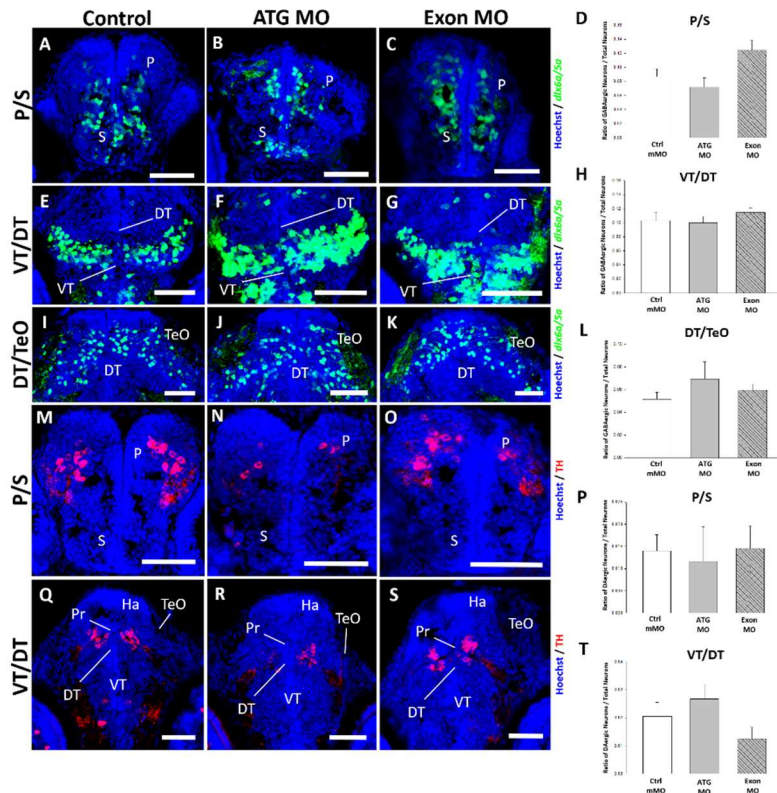 Control ATG MO Exon MO
A B C D P/S
P P P
P/S
S S S
Hoechst / dlx6a/5a
Ratio of GABAergic Neurons / Total Neurons
Ctrl mMO ATG MO Exon MO
E F G H VT/DT
DT DT DT
VT/DT
VT VT VT
Hoechst / dlx6a/5a
Ratio of GABAergic Neurons / Total Neurons
Ctrl mMO ATG MO Exon MO
I J K L DT/TeO
TeO TeO TeO
DT/TeO
DT DT DT
Hoechst / dlx6a/5a
Ratio of GABAergic Neurons / Total Neurons
Ctrl mMO ATG MO Exon MO
M N O P P/S
P P P
P/S
S S S
Hoechst / TH
Ratio of DAergic Neurons / Total Neurons
Ctrl mMO ATG MO Exon MO
Q R S T VT/DT
Ha Ha Ha
Pr TeO Pr TeO Pr TeO
VT/DT
DT VT DT VT DT VT
Hoechst / TH
Ratio of DAergic Neurons / Total Neurons
Ctrl mMO ATG MO Exon MO